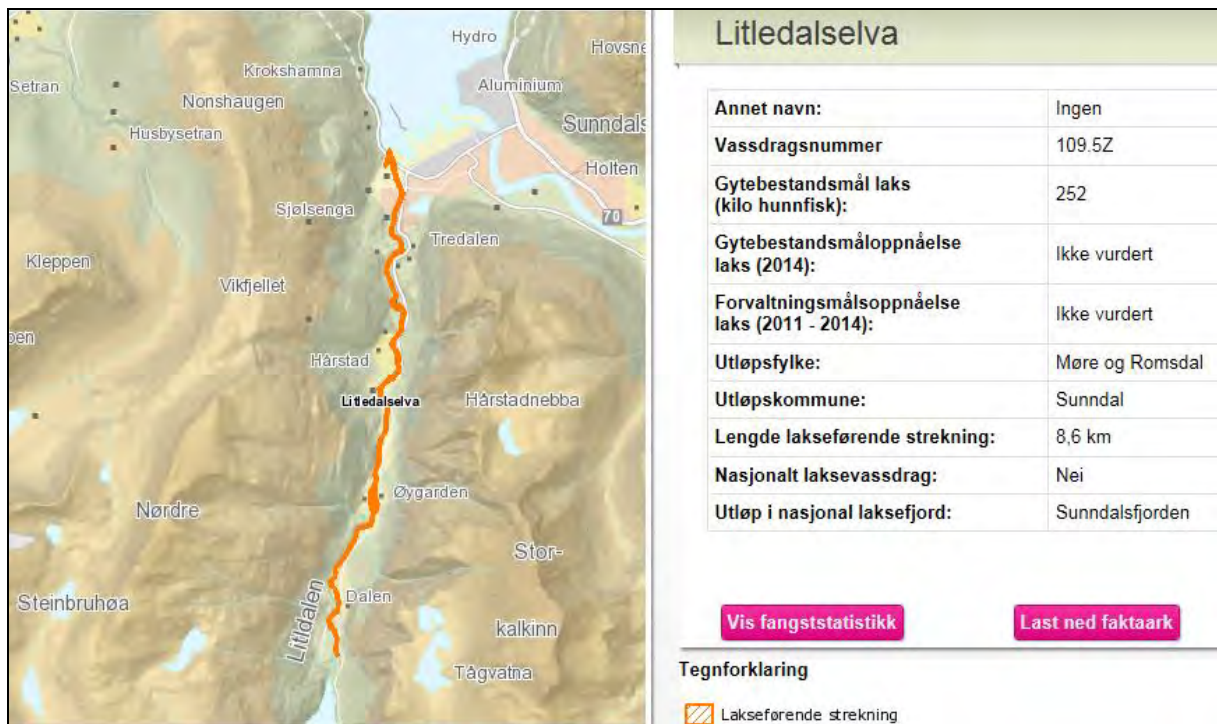 Hydro
Hovsne
Krokshamna
Setran
Nonshaugen
Aluminium
Husbysetran
Sunndals
Holten
70
Sjølsenga
Tredalen
Kleppen
Vikfjellet
pen
Hårstad
Litledalselva
Hårstadnebba
Øygarden
Nørdre
Stor-
Steinbruhøa
Litldalen
Dalen
kalkinn
Tågvatna
Litledalselva
Annet navn: Ingen
Vassdragsnummer 109.5Z
Gytebestandsmål laks
(kilo hunnfisk): 252
Gytebestandsmåloppnåelse
laks (2014): Ikke vurdert
Forvaltningsmålsoppnåelse
laks (2011 - 2014): Ikke vurdert
Utløpsfylke: Møre og Romsdal
Utløpskommune: Sunndal
Lengde lakseførende strekning: 8,6 km
Nasjonalt laksevassdrag: Nei
Utløp i nasjonal laksefjord: Sunndalsfjorden
Vis fangststatistikk Last ned faktaark
Tegnforklaring
Lakseførende strekning